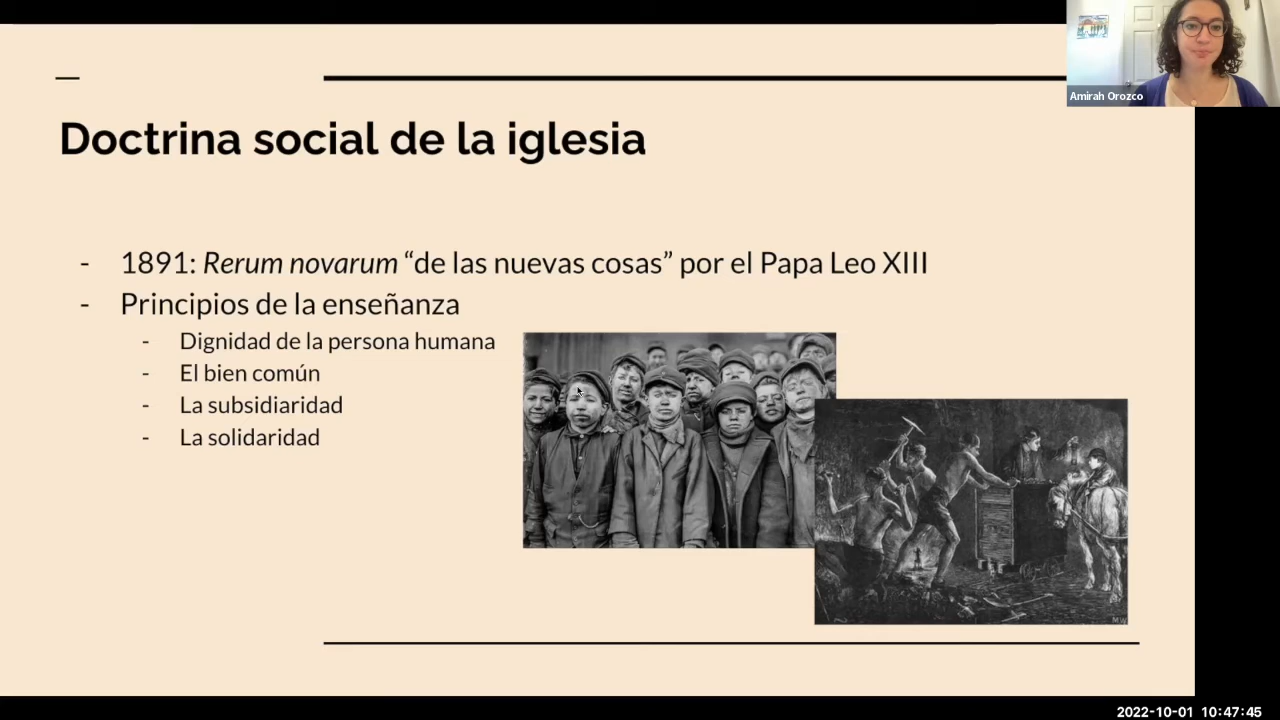 Amirah Orozco
Doctrina social de la iglesia
- 1891: Rerum novarum “de las nuevas cosas” por el Papa Leo XIII
- Principios de la enseñanza
- Dignidad de la persona humana
- El bien común
- La subsidiaridad
- La solidaridad
M W
2022-10-01 10:47:45